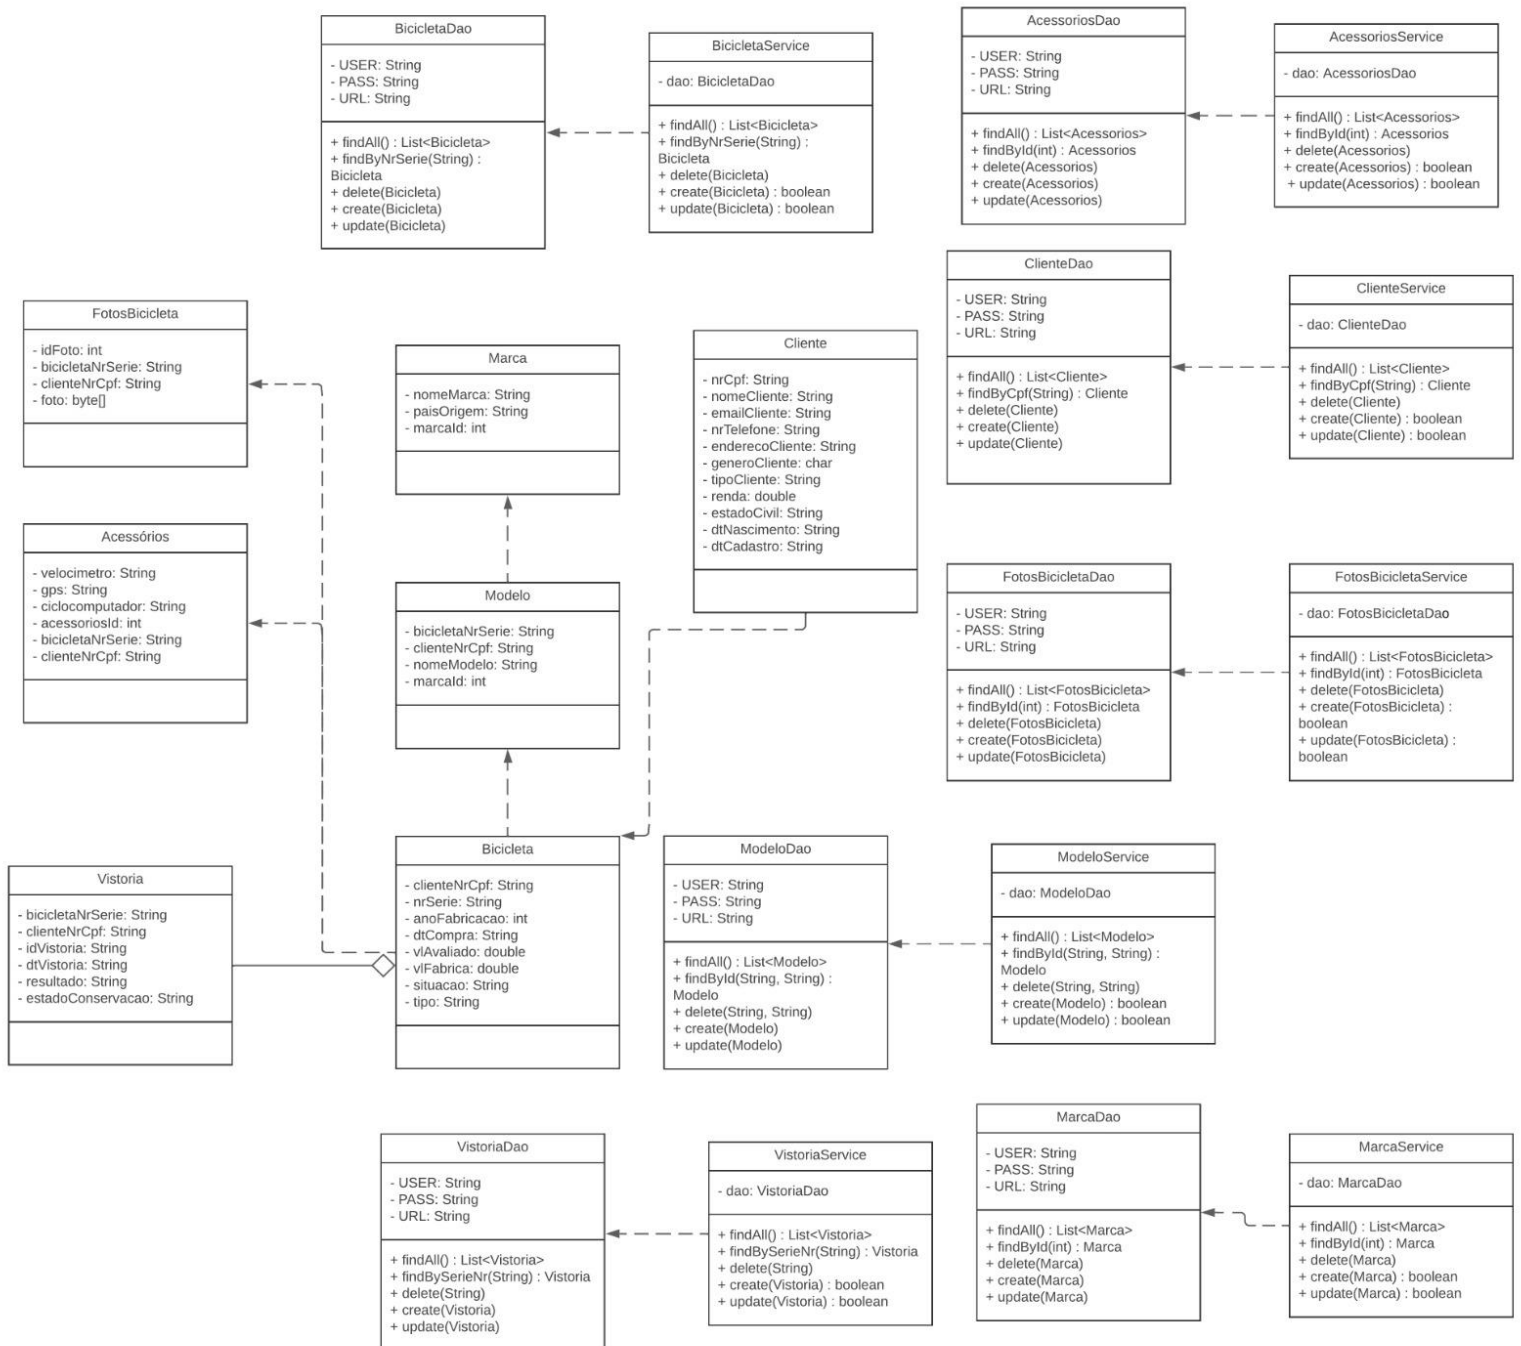 BicicletaDao
- USER: String
- PASS: String
- URL: String
+ findAll() : List<Bicicleta>
+ findByNrSerie(String) :
Bicicleta
+ delete(Bicicleta)
+ create(Bicicleta)
+ update(Bicicleta)
BicicletaService
- dao: BicicletaDao
+ findAll() : List<Bicicleta>
+ findByNrSerie(String) :
Bicicleta
+ delete(Bicicleta)
+ create(Bicicleta) : boolean
+ update(Bicicleta) : boolean
AcessoriosDao
- USER: String
- PASS: String
- URL: String
+ findAll() : List<Acessorios>
+ findById(int) : Acessorios
+ delete(Acessorios)
+ create(Acessorios)
+ update(Acessorios)
AcessoriosService
- dao: AcessoriosDao
+ findAll() : List<Acessorios>
+ findById(int) : Acessorios
+ delete(Acessorios)
+ create(Acessorios) : boolean
+ update(Acessorios) : boolean
FotosBicicleta
- idFoto: int
- bicicletaNrSerie: String
- clienteNrCpf: String
- foto: byte[]
Marca
- nomeMarca: String
- paisOrigem: String
- marcaId: int
Cliente
- nrCpf: String
- nomeCliente: String
- emailCliente: String
- nrTelefone: String
- enderecoCliente: String
- generoCliente: char
- tipoCliente: String
- renda: double
- estadoCivil: String
- dtNascimento: String
- dtCadastro: String
ClienteDao
- USER: String
- PASS: String
- URL: String
+ findAll() : List<Cliente>
+ findByCpf(String) : Cliente
+ delete(Cliente)
+ create(Cliente)
+ update(Cliente)
ClienteService
- dao: ClienteDao
+ findAll() : List<Cliente>
+ findByCpf(String) : Cliente
+ delete(Cliente)
+ create(Cliente) : boolean
+ update(Cliente) : boolean
Acessórios
- velocimetro: String
- gps: String
- ciclocomputador: String
- acessoriosId: int
- bicicletaNrSerie: String
- clienteNrCpf: String
Modelo
- bicicletaNrSerie: String
- clienteNrCpf: String
- nomeModelo: String
- marcaId: int
FotosBicicletaDao
- USER: String
- PASS: String
- URL: String
+ findAll() : List<FotosBicicleta>
+ findById(int) : FotosBicicleta
+ delete(FotosBicicleta)
+ create(FotosBicicleta)
+ update(FotosBicicleta)
FotosBicicletaService
- dao: FotosBicicletaDao
+ findAll() : List<FotosBicicleta>
+ findById(int) : FotosBicicleta
+ delete(FotosBicicleta)
+ create(FotosBicicleta) :
boolean
+ update(FotosBicicleta) :
boolean
Vistoria
- bicicletaNrSerie: String
- clienteNrCpf: String
- idVistoria: String
- dtVistoria: String
- resultado: String
- estadoConservacao: String
Bicicleta
- clienteNrCpf: String
- nrSerie: String
- anoFabricacao: int
- dtCompra: String
- vlAvaliado: double
- vlFabrica: double
- situacao: String
- tipo: String
ModeloDao
- USER: String
- PASS: String
- URL: String
+ findAll() : List<Modelo>
+ findById(String, String) :
Modelo
+ delete(String, String)
+ create(Modelo)
+ update(Modelo)
ModeloService
- dao: ModeloDao
+ findAll() : List<Modelo>
+ findById(String, String) :
Modelo
+ delete(String, String)
+ create(Modelo) : boolean
+ update(Modelo) : boolean
VistoriaDao
- USER: String
- PASS: String
- URL: String
+ findAll() : List<Vistoria>
+ findBySerieNr(String) : Vistoria
+ delete(String)
+ create(Vistoria)
+ update(Vistoria)
VistoriaService
- dao: VistoriaDao
+ findAll() : List<Vistoria>
+ findBySerieNr(String) : Vistoria
+ delete(String)
+ create(Vistoria) : boolean
+ update(Vistoria) : boolean
MarcaDao
- USER: String
- PASS: String
- URL: String
+ findAll() : List<Marca>
+ findById(int) : Marca
+ delete(Marca)
+ create(Marca)
+ update(Marca)
MarcaService
- dao: MarcaDao
+ findAll() : List<Marca>
+ findById(int) : Marca
+ delete(Marca)
+ create(Marca) : boolean
+ update(Marca) : boolean